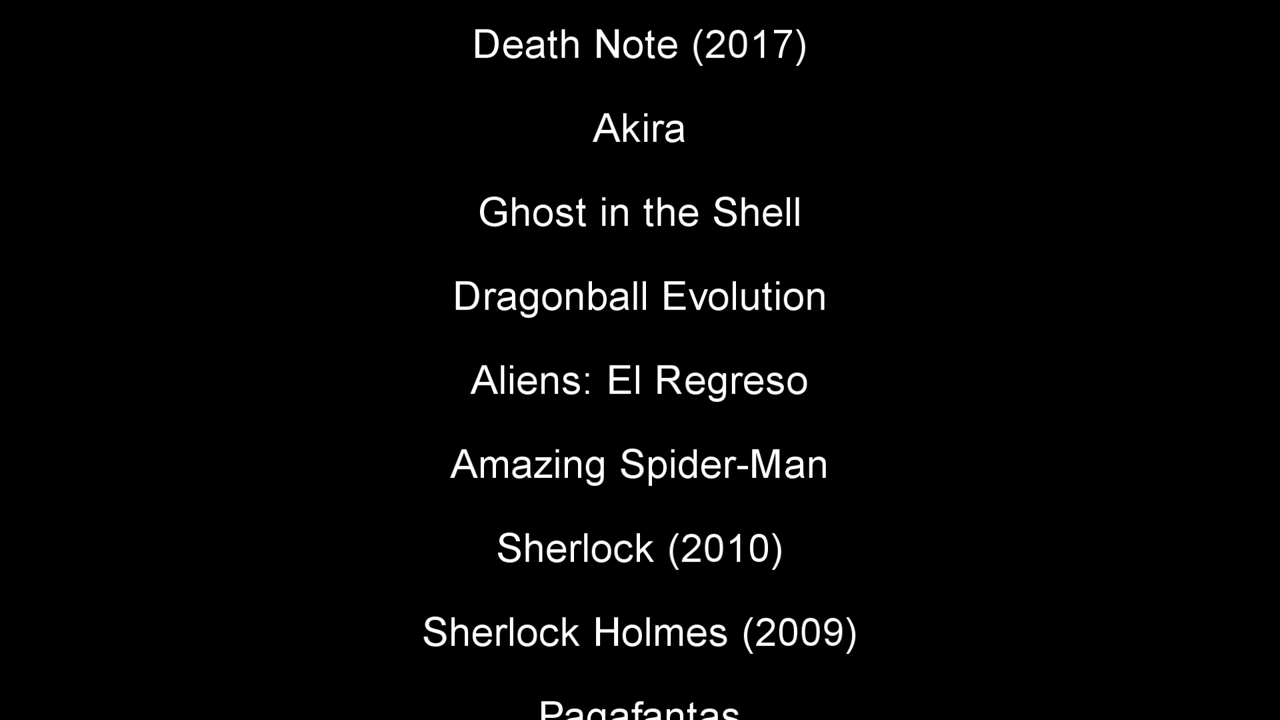 Death Note (2017)
Akira
Ghost in the Shell
Dragonball Evolution
Aliens: El Regreso
Amazing Spider-Man
Sherlock (2010)
Sherlock Holmes (2009)
Pagafantas